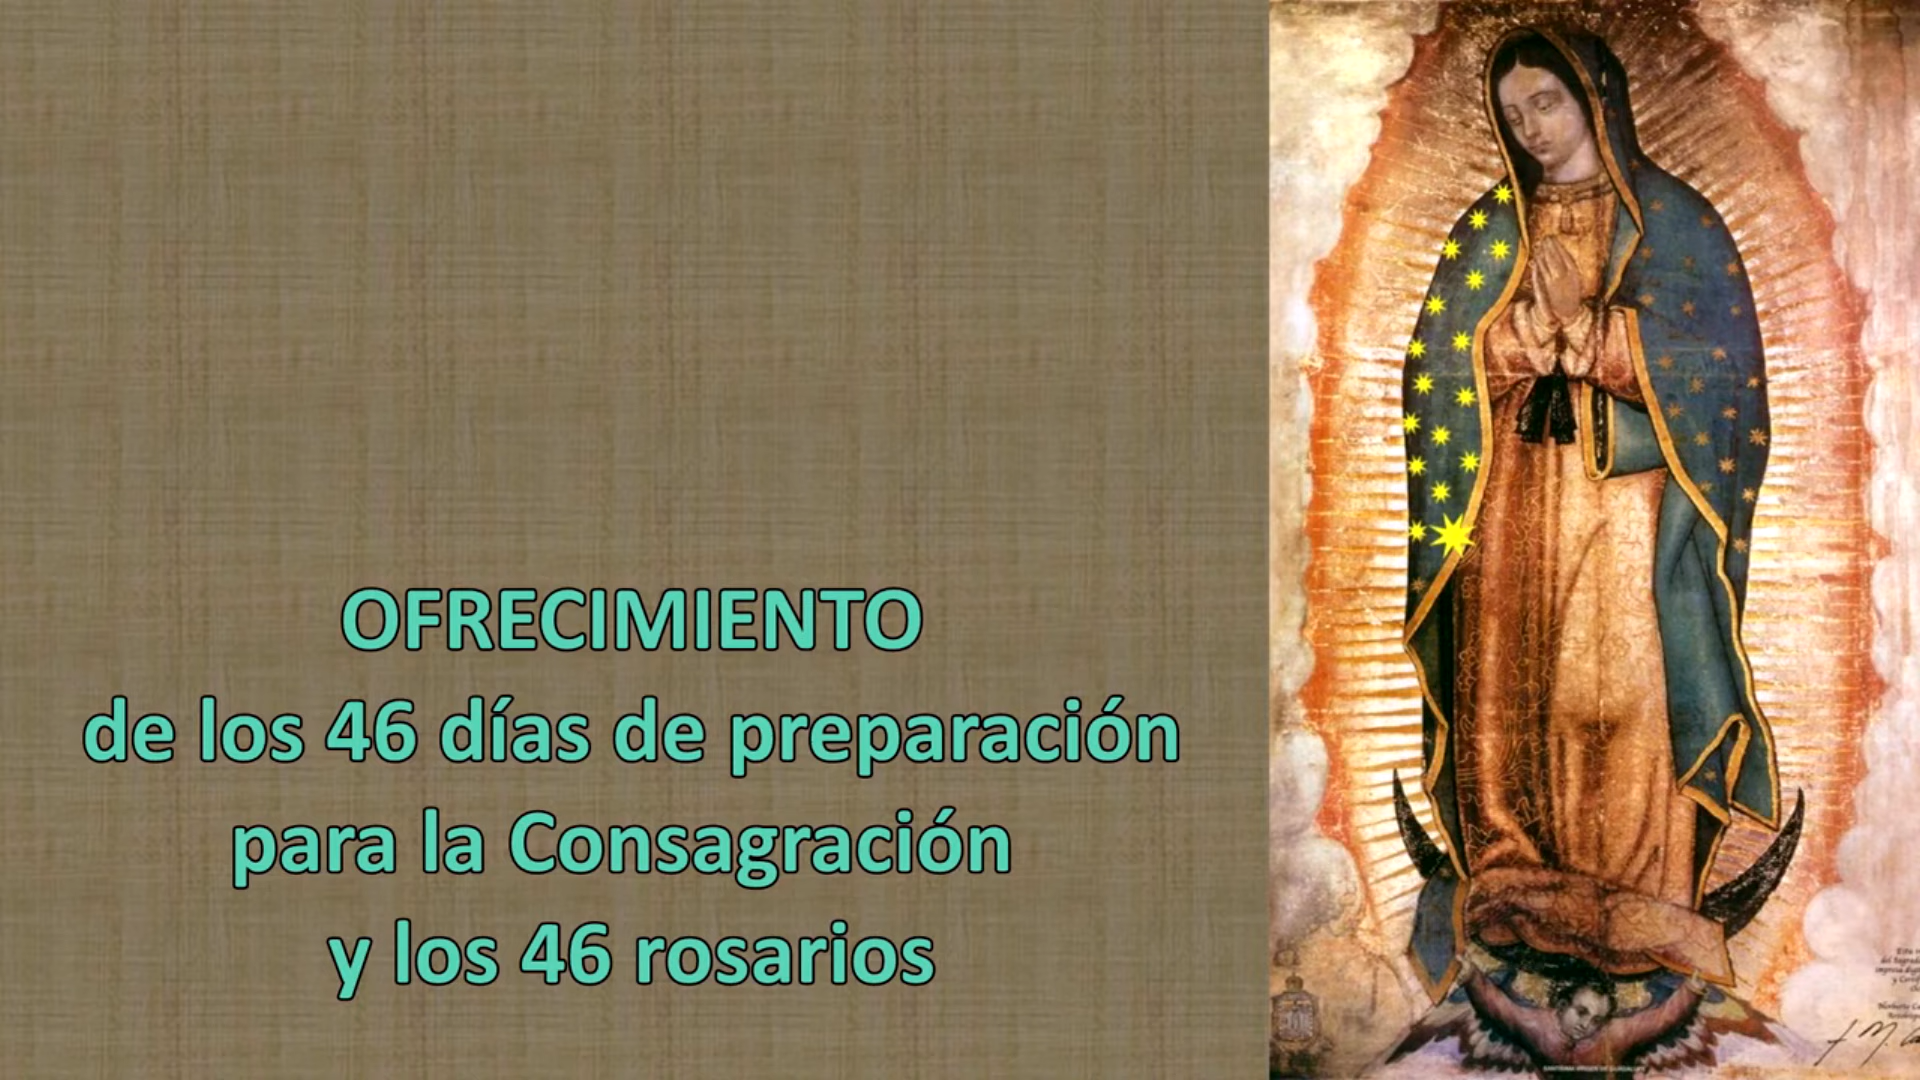 OFRECIMIENTO
de los 46 días de preparación
para la Consagración
y los 46 rosarios